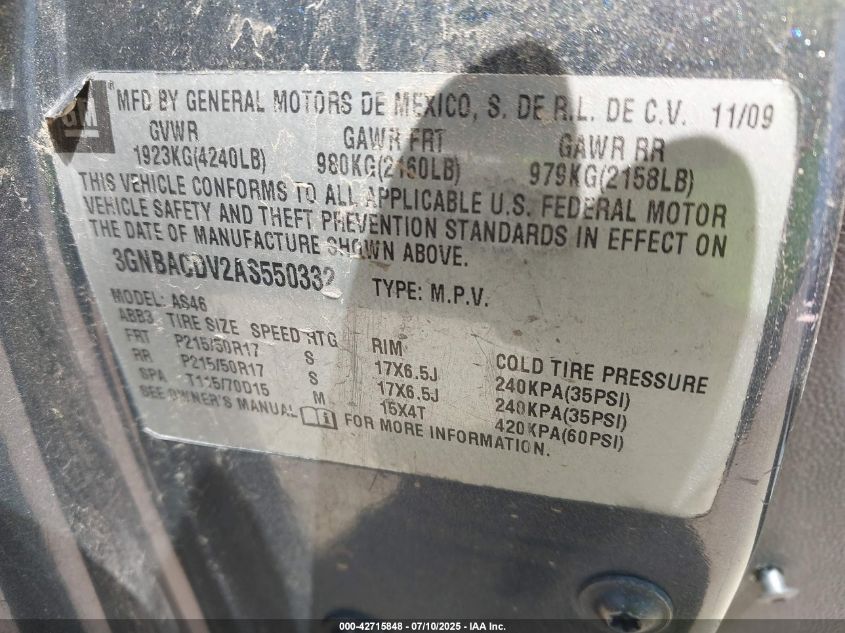 GM
®
MFD BY GENERAL MOTORS DE MEXICO, S. DE R.L. DE C.V. 11/09
GVWR GAWR FRT GAWR RR
1923KG(4240LB) 980KG(2160LB) 979KG(2158LB)
THIS VEHICLE CONFORMS TO ALL APPLICABLE U.S. FEDERAL MOTOR
VEHICLE SAFETY AND THEFT PREVENTION STANDARDS IN EFFECT ON
THE DATE OF MANUFACTURE SHOWN ABOVE.
3GNBACDV2AS550332 TYPE: M.P.V.
MODEL: AS46
ABB3 TIRE SIZE SPEED RTG RIM COLD TIRE PRESSURE
FRT P215/50R17 S 17X6.5J 240KPA(35PSI)
RR P215/50R17 S 17X6.5J 240KPA(35PSI)
SPA T115/70D15 M 15X4T 420KPA(60PSI)
SEE OWNER'S MANUAL FOR MORE INFORMATION.
000-42715848 - 07/10/2025 - IAA Inc.